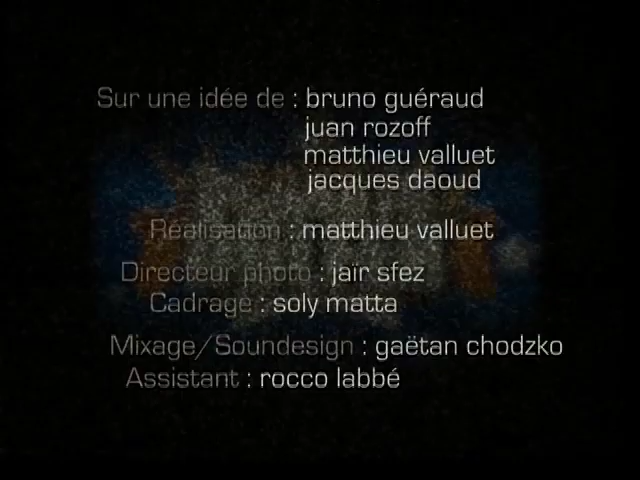 Sur une idée de : bruno guéraud
juan rozoff
matthieu valluet
jacques daoud
Réalisation : matthieu valluet
Directeur photo : jaïr sfez
Cadrage : soly matta
Mixage/Soundesign : gaëtan chodzko
Assistant : rocco labbé